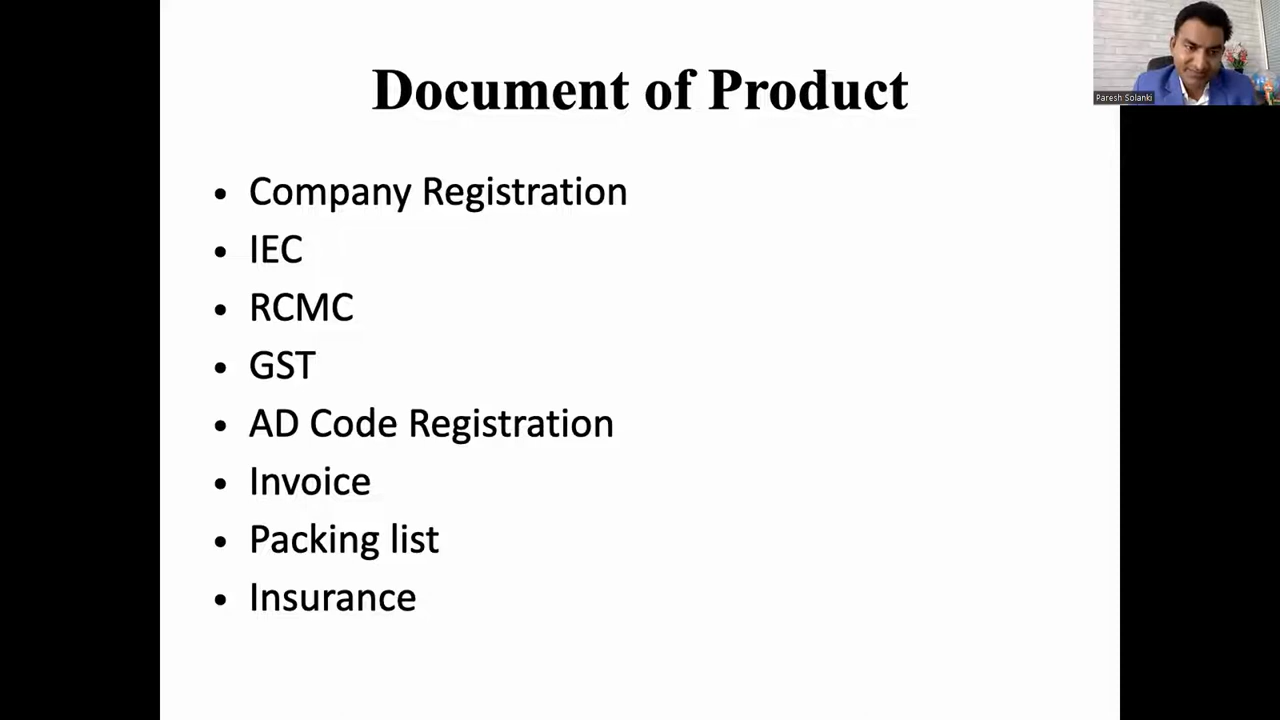 Document of Product
Paresh Solanki
• Company Registration
• IEC
• RCMC
• GST
• AD Code Registration
• Invoice
• Packing list
• Insurance